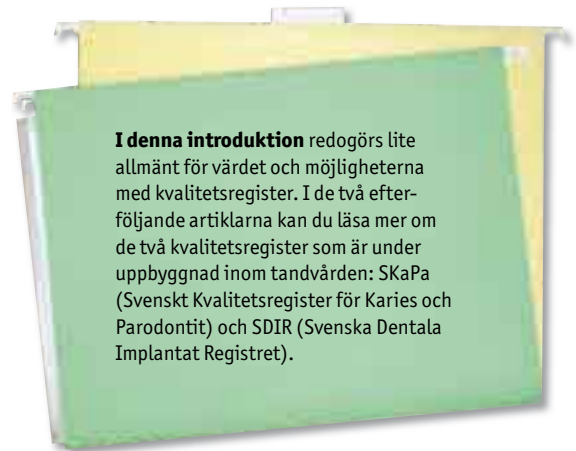 I denna introduktion redogörs lite
allmänt för värdet och möjligheterna
med kvalitetsregister. I de två efter-
följande artiklarna kan du läsa mer om
de två kvalitetsregister som är under
uppbyggnad inom tandvården: SKaPa
(Svenskt Kvalitetsregister för Karies och
Parodontit) och SDIR (Svenska Dentala
Implantat Registret).